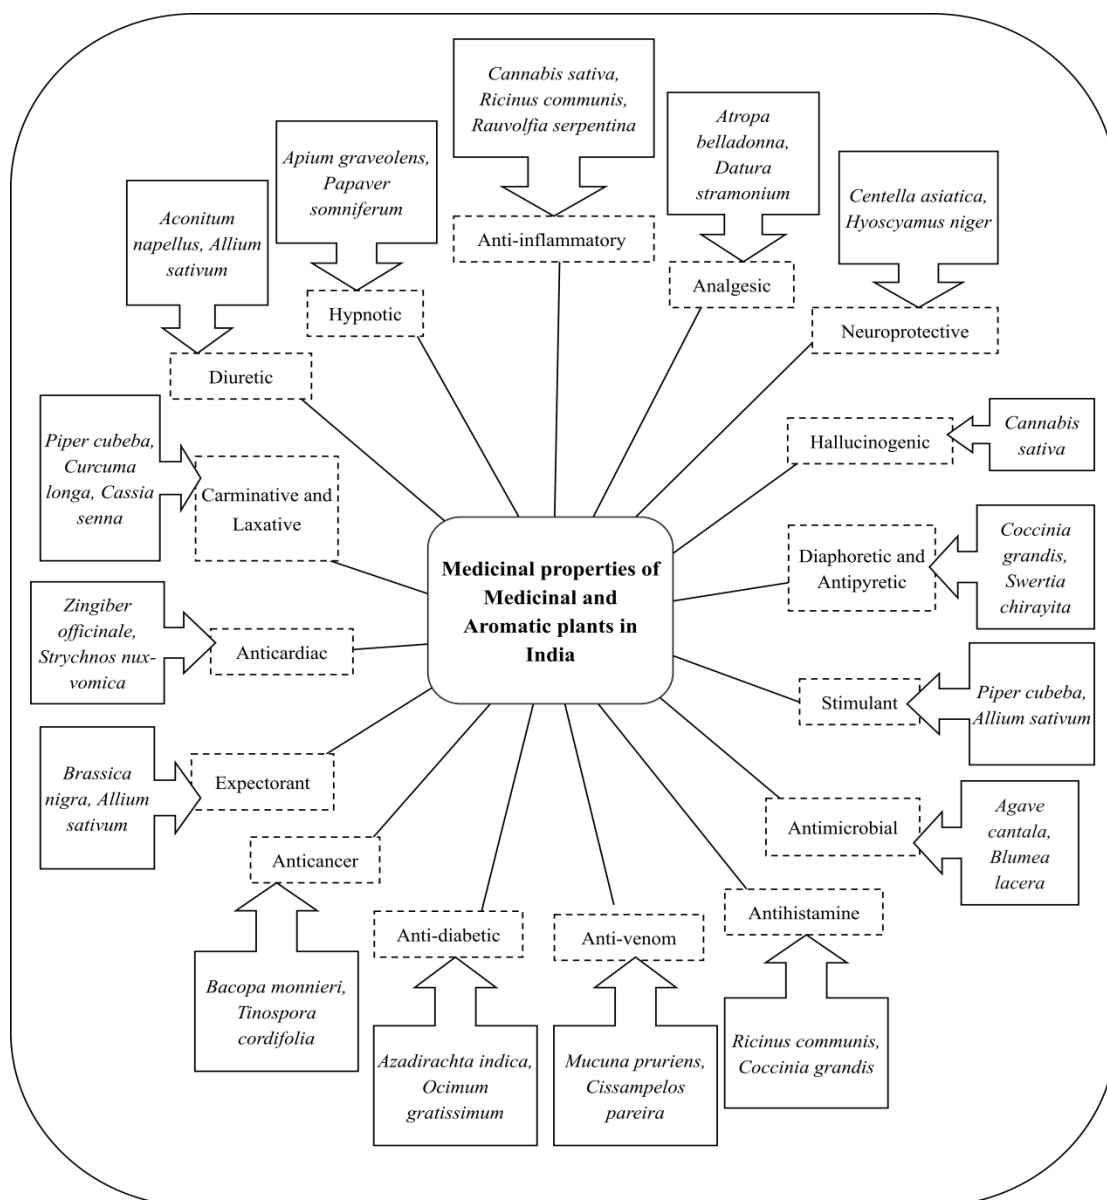 Cannabis sativa,
Ricinus communis,
Rauvolfia serpentina
Anti-inflammatory
Atropa
belladonna,
Datura
stramonium
Analgesic
Centella asiatica,
Hyoscyamus niger
Neuroprotective
Cannabis
sativa
Hallucinogenic
Coccinia
grandis,
Swertia
chirayita
Diaphoretic and
Antipyretic
Piper cubeba,
Allium sativum
Stimulant
Agave
cantala,
Blumea
lacera
Antimicrobial
Antihistamine
Ricinus communis,
Coccinia grandis
Anti-venom
Mucuna pruriens,
Cissampelos
pareira
Anti-diabetic
Azadirachta indica,
Ocimum
gratissimum
Anticancer
Bacopa monnieri,
Tinospora
cordifolia
Expectorant
Brassica
nigra, Allium
sativum
Anticardiac
Zingiber
officinale,
Strychnos nux-
vomica
Carminative and
Laxative
Piper cubeba,
Curcuma
longa, Cassia
senna
Diuretic
Aconitum
napellus, Allium
sativum
Hypnotic
Apium graveolens,
Papaver
somniferum
Medicinal properties of
Medicinal and
Aromatic plants in
India